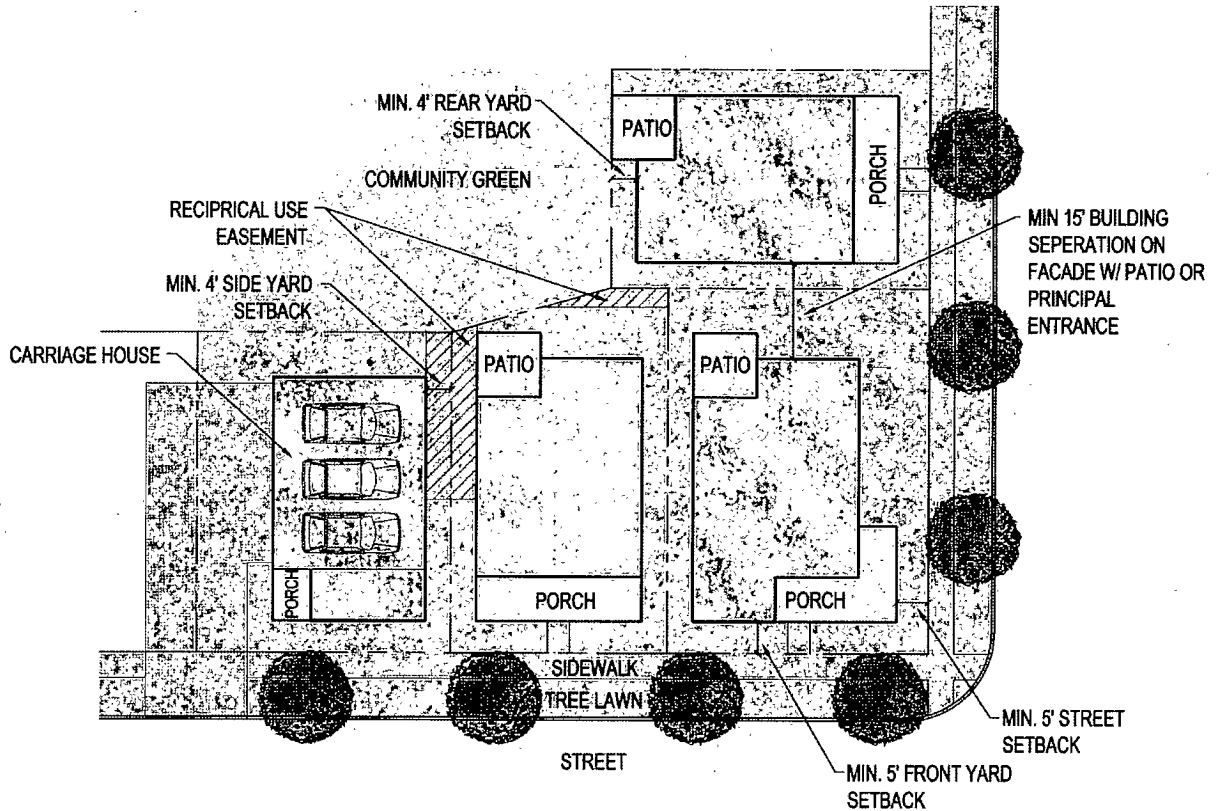 MIN. 4' REAR YARD
SETBACK
PATIO
COMMUNITY GREEN
PORCH
RECIPRICAL USE
EASEMENT
MIN 15' BUILDING
SEPERATION ON
FACADE W/ PATIO OR
PRINCIPAL
ENTRANCE
MIN. 4' SIDE YARD
SETBACK
CARRIAGE HOUSE
PATIO
PATIO
PORCH
PORCH
PORCH
SIDEWALK
TREE LAWN
STREET
MIN. 5' STREET
SETBACK
MIN. 5' FRONT YARD
SETBACK